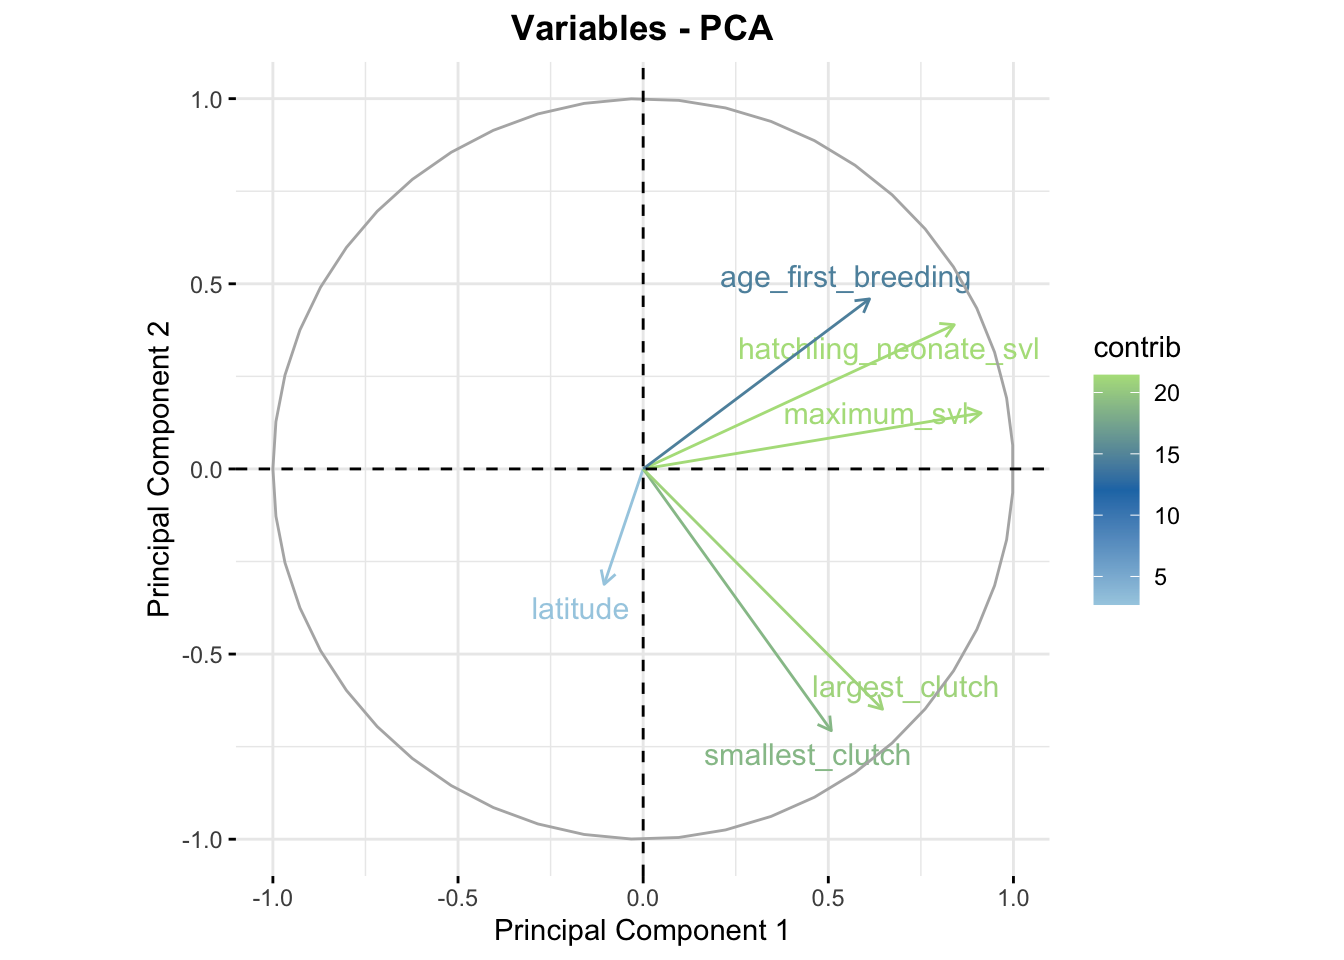 Variables - PCA
1.0
0.5
0.0
-0.5
-1.0
Principal Component 2
age_first_breeding
hatchling_neonate_svl
maximum_svl
latitude
largest_clutch
smallest_clutch
-1.0
-0.5
0.0
0.5
1.0
Principal Component 1
contrib
20
15
10
5